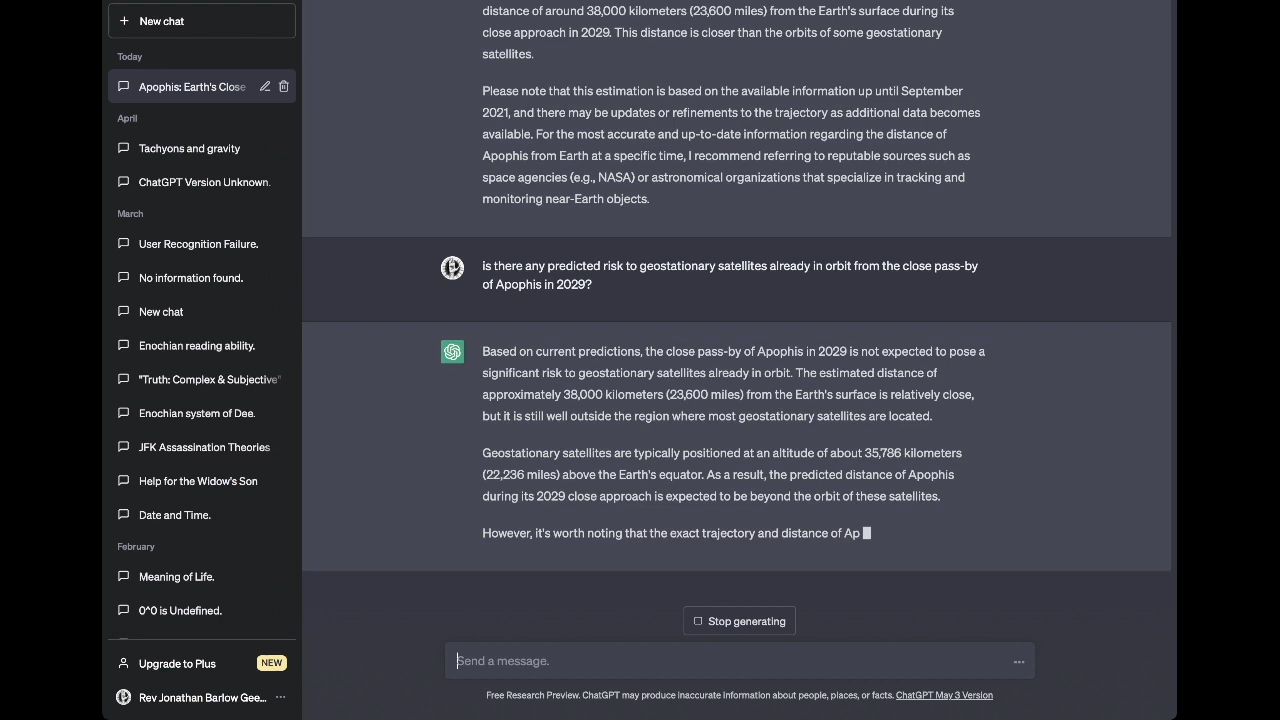 New chat
Today
Apophis: Earth's Close
April
Tachyons and gravity
ChatGPT Version Unknown.
March
User Recognition Failure.
No information found.
New chat
Enochian reading ability.
"Truth: Complex & Subjective"
Enochian system of Dee.
JFK Assassination Theories
Help for the Widow's Son
Date and Time.
February
Meaning of Life.
0^0 is Undefined.
Upgrade to Plus
NEW
Rev Jonathan Barlow Gee...
distance of around 38,000 kilometers (23,600 miles) from the Earth's surface during its
close approach in 2029. This distance is closer than the orbits of some geostationary
satellites.
Please note that this estimation is based on the available information up until September
2021, and there may be updates or refinements to the trajectory as additional data becomes
available. For the most accurate and up-to-date information regarding the distance of
Apophis from Earth at a specific time, I recommend referring to reputable sources such as
space agencies (e.g., NASA) or astronomical organizations that specialize in tracking and
monitoring near-Earth objects.
is there any predicted risk to geostationary satellites already in orbit from the close pass-by
of Apophis in 2029?
Based on current predictions, the close pass-by of Apophis in 2029 is not expected to pose a
significant risk to geostationary satellites already in orbit. The estimated distance of
approximately 38,000 kilometers (23,600 miles) from the Earth's surface is relatively close,
but it is still well outside the region where most geostationary satellites are located.
Geostationary satellites are typically positioned at an altitude of about 35,786 kilometers
(22,236 miles) above the Earth's equator. As a result, the predicted distance of Apophis
during its 2029 close approach is expected to be beyond the orbit of these satellites.
However, it's worth noting that the exact trajectory and distance of Ap
Stop generating
Send a message.
Free Research Preview. ChatGPT may produce inaccurate information about people, places, or facts. ChatGPT May 3 Version